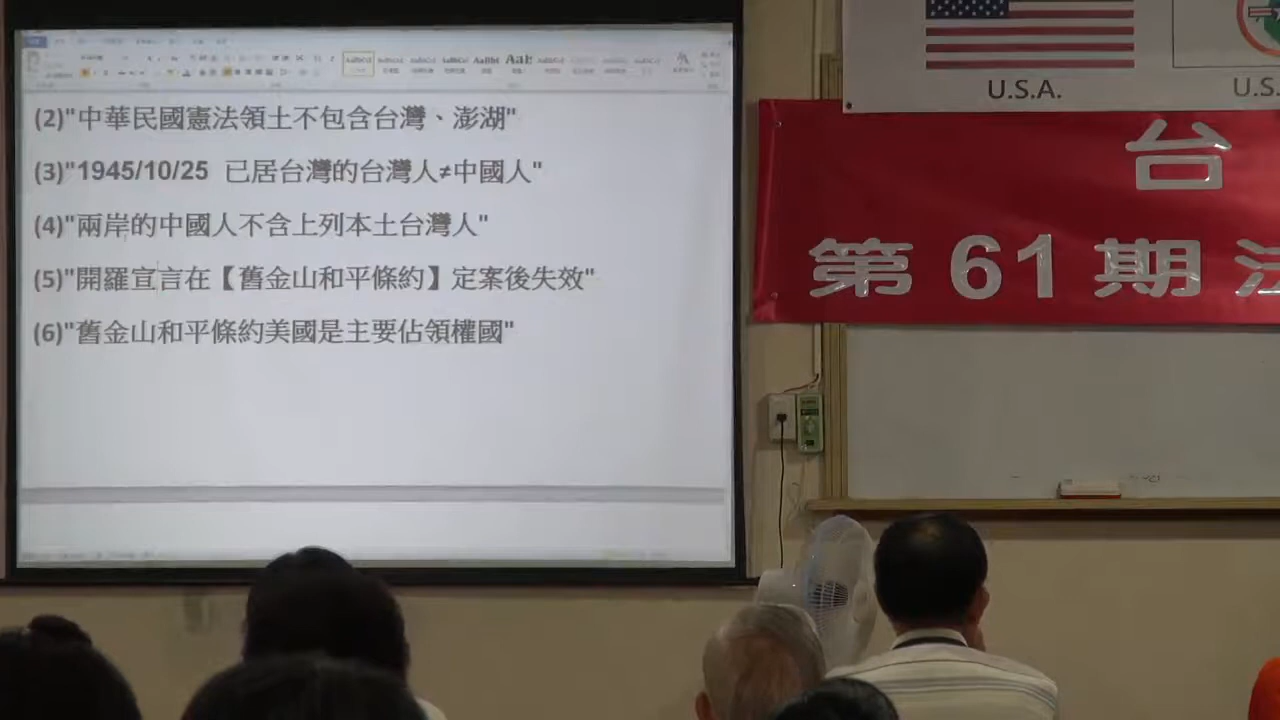 (2)"中華民國憲法領土不包含台灣、澎湖"
(3)"1945/10/25 已居台灣的台灣人≠中國人"
(4)"兩岸的中國人不含上列本土台灣人"
(5)"開羅宣言在【舊金山和平條約】定案後失效"
(6)"舊金山和平條約美國是主要佔領權國"
U.S.A.
U.S.
台
第61期法